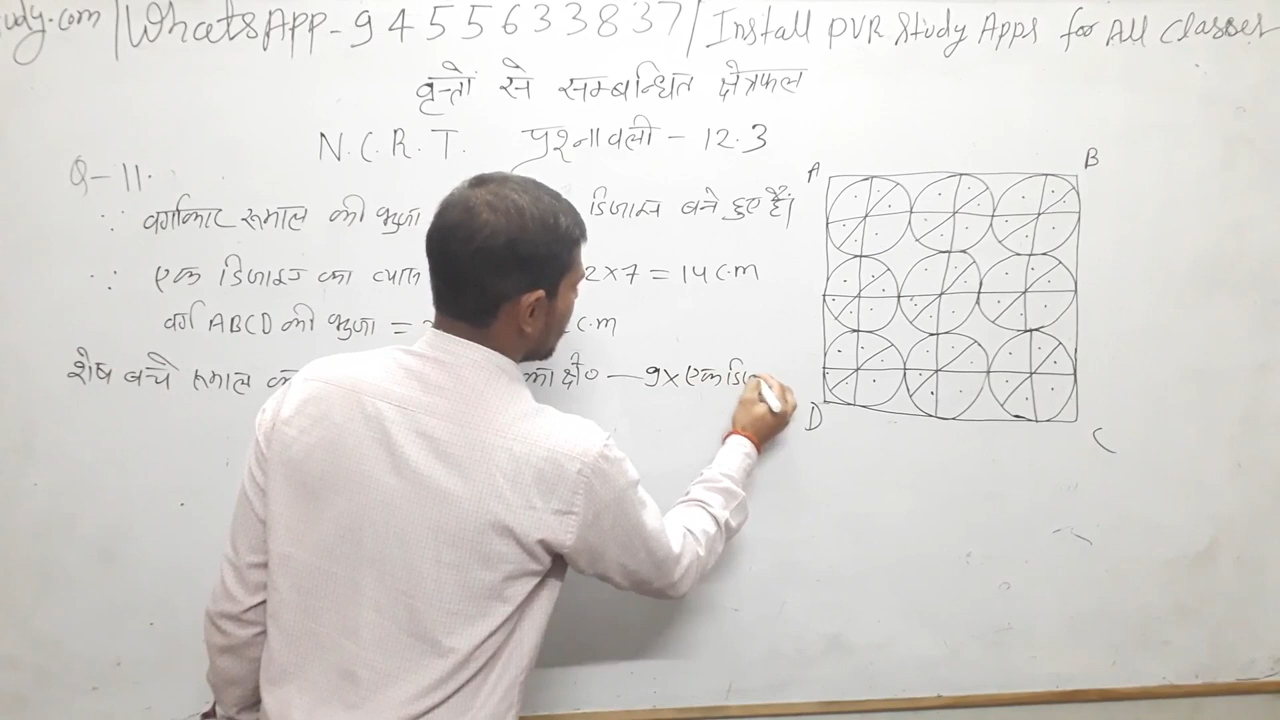 udy.com/WhatsApp-9455633837/Install PVR Study Apps for All Classes
वृत्तों से सम्बन्धित क्षेत्रफल
N.C.R.T. प्रश्नावली - 12.3
Q-11.
∵ वर्गाकार रूमाल की भुजा डिजाइन बने हुए हैं।
∵ एक डिजाइन का व्यास 2×7 = 14 c.m
वर्ग ABCD की भुजा = c.m
शेष बचे रूमाल का का क्षे० — 9× एक डि
A
B
D
C